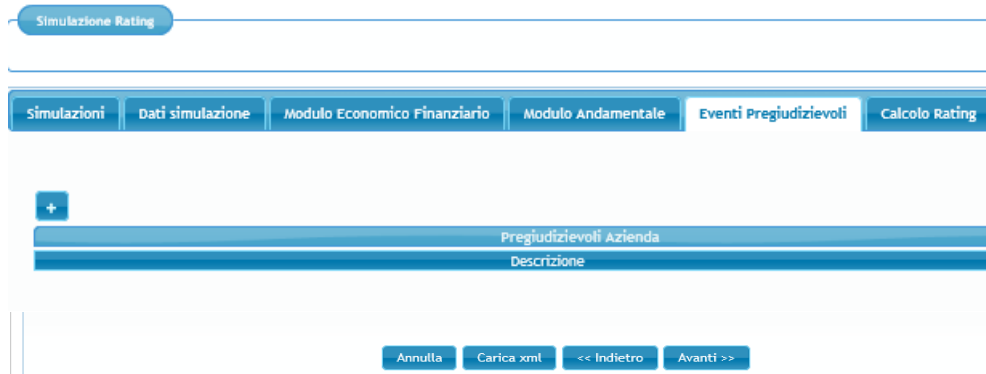 Simulazione Rating
Simulazioni Dati simulazione Modulo Economico Finanziario Modulo Andamentale Eventi Pregiudizievoli Calcolo Rating
+
Pregiudizievoli Azienda
Descrizione
Annulla Carica xml << Indietro Avanti >>